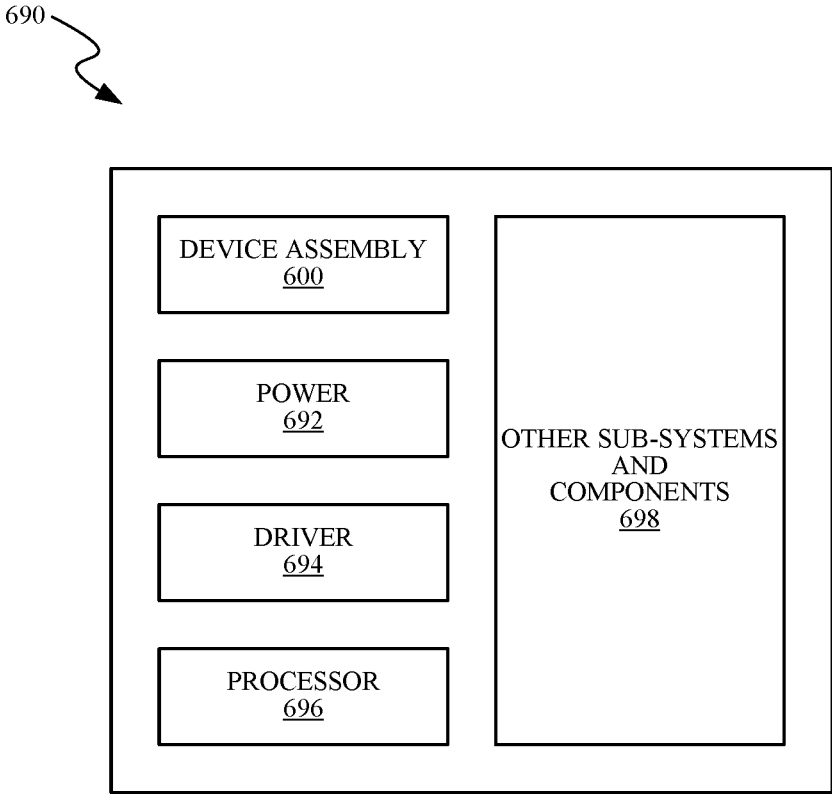 690
DEVICE ASSEMBLY
600
POWER
692
DRIVER
694
PROCESSOR
696
OTHER SUB-SYSTEMS
AND
COMPONENTS
698